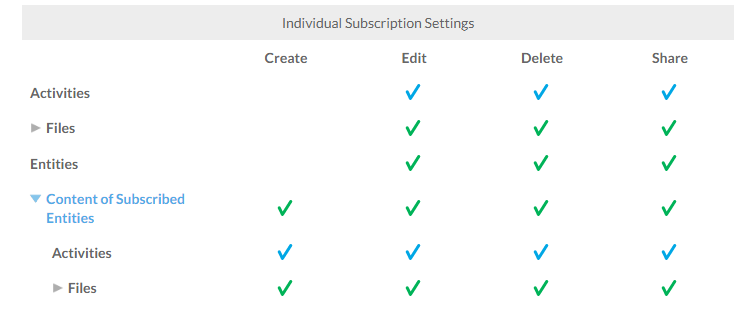 Individual Subscription Settings
Create Edit Delete Share
Activities
Files
Entities
Content of Subscribed
Entities
Activities
Files